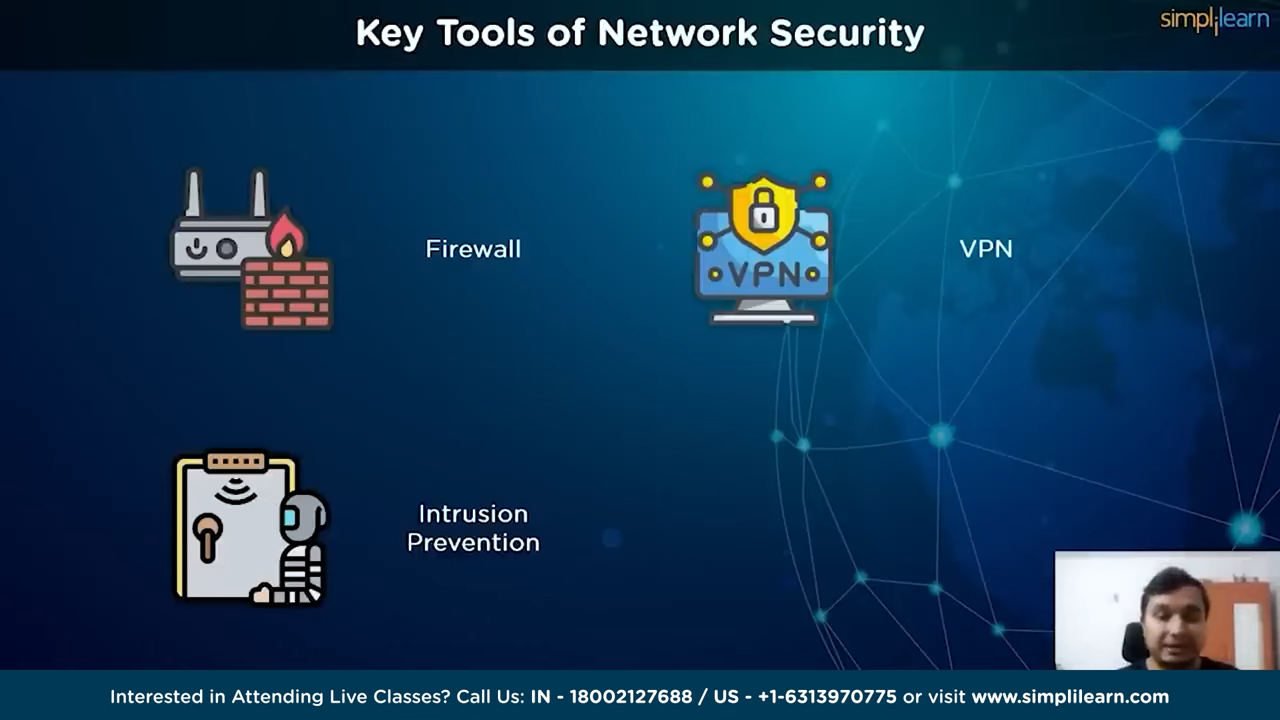 Key Tools of Network Security
simplilearn
Firewall
VPN
VPN
Intrusion
Prevention
Interested in Attending Live Classes? Call Us: IN - 18002127688 / US - +1-6313970775 or visit www.simplilearn.com